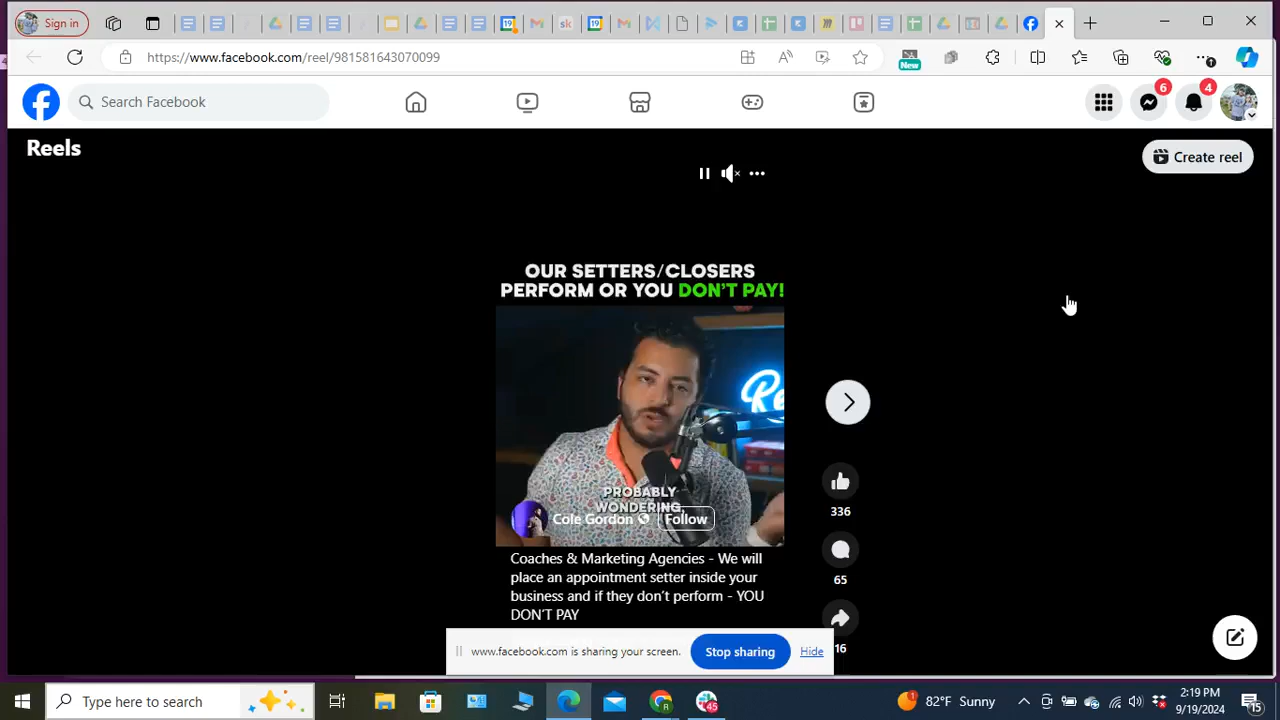 Sign in
https://www.facebook.com/reel/981581643070099
New
Search Facebook
6
4
Reels
Create reel
OUR SETTERS/CLOSERS
PERFORM OR YOU DON'T PAY!
PROBABLY
WONDERING,
Cole Gordon
Follow
336
65
16
Coaches & Marketing Agencies - We will
place an appointment setter inside your
business and if they don't perform - YOU
DON'T PAY
www.facebook.com is sharing your screen.
Stop sharing
Hide
Type here to search
45
1
82°F Sunny
2:19 PM
9/19/2024
15